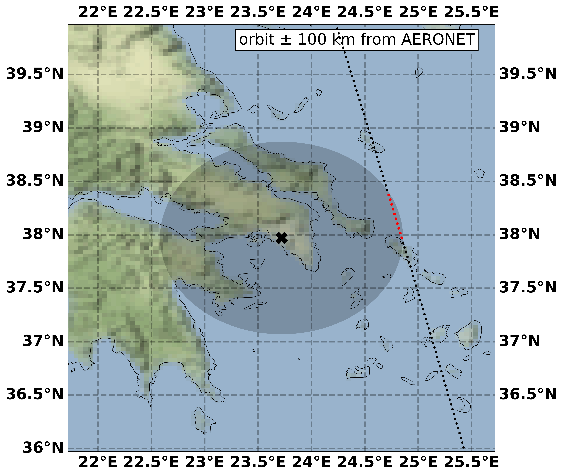 22°E 22.5°E 23°E 23.5°E 24°E 24.5°E 25°E 25.5°E
orbit ± 100 km from AERONET
39.5°N 39.5°N
39°N 39°N
38.5°N 38.5°N
38°N 38°N
37.5°N 37.5°N
37°N 37°N
36.5°N 36.5°N
36°N 36°N
22°E 22.5°E 23°E 23.5°E 24°E 24.5°E 25°E 25.5°E